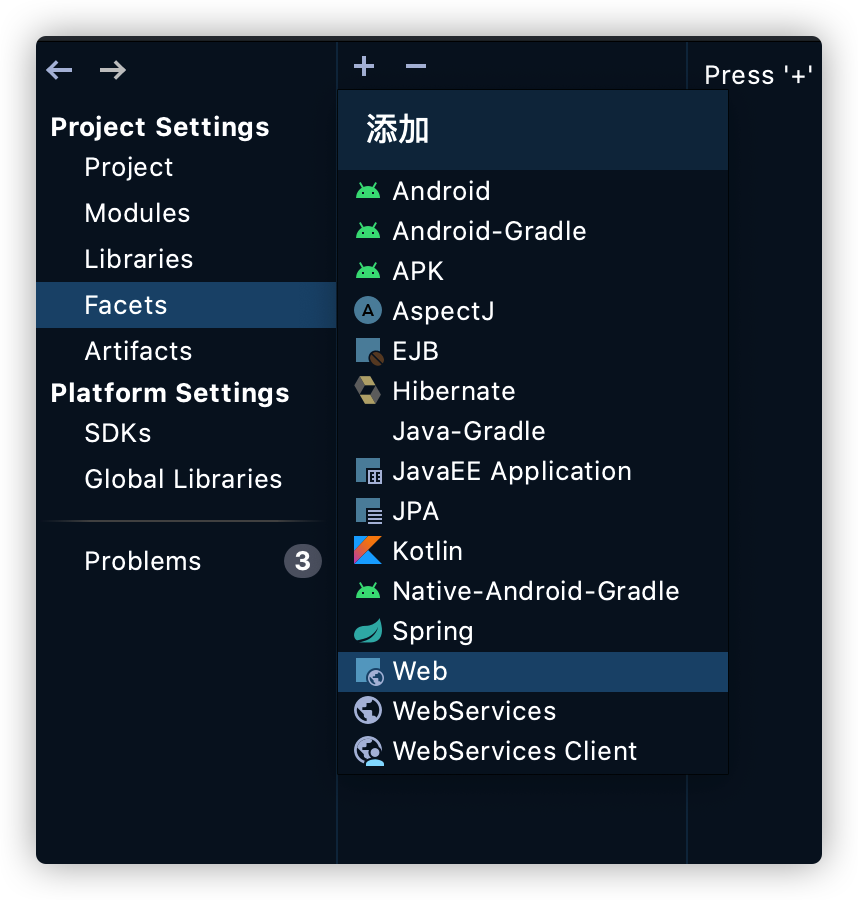 Project Settings
Project
Modules
Libraries
Facets
Artifacts
Platform Settings
SDKs
Global Libraries
Problems 3
添加
Android
Android-Gradle
APK
AspectJ
EJB
Hibernate
Java-Gradle
JavaEE Application
JPA
Kotlin
Native-Android-Gradle
Spring
Web
WebServices
WebServices Client
Press '+'